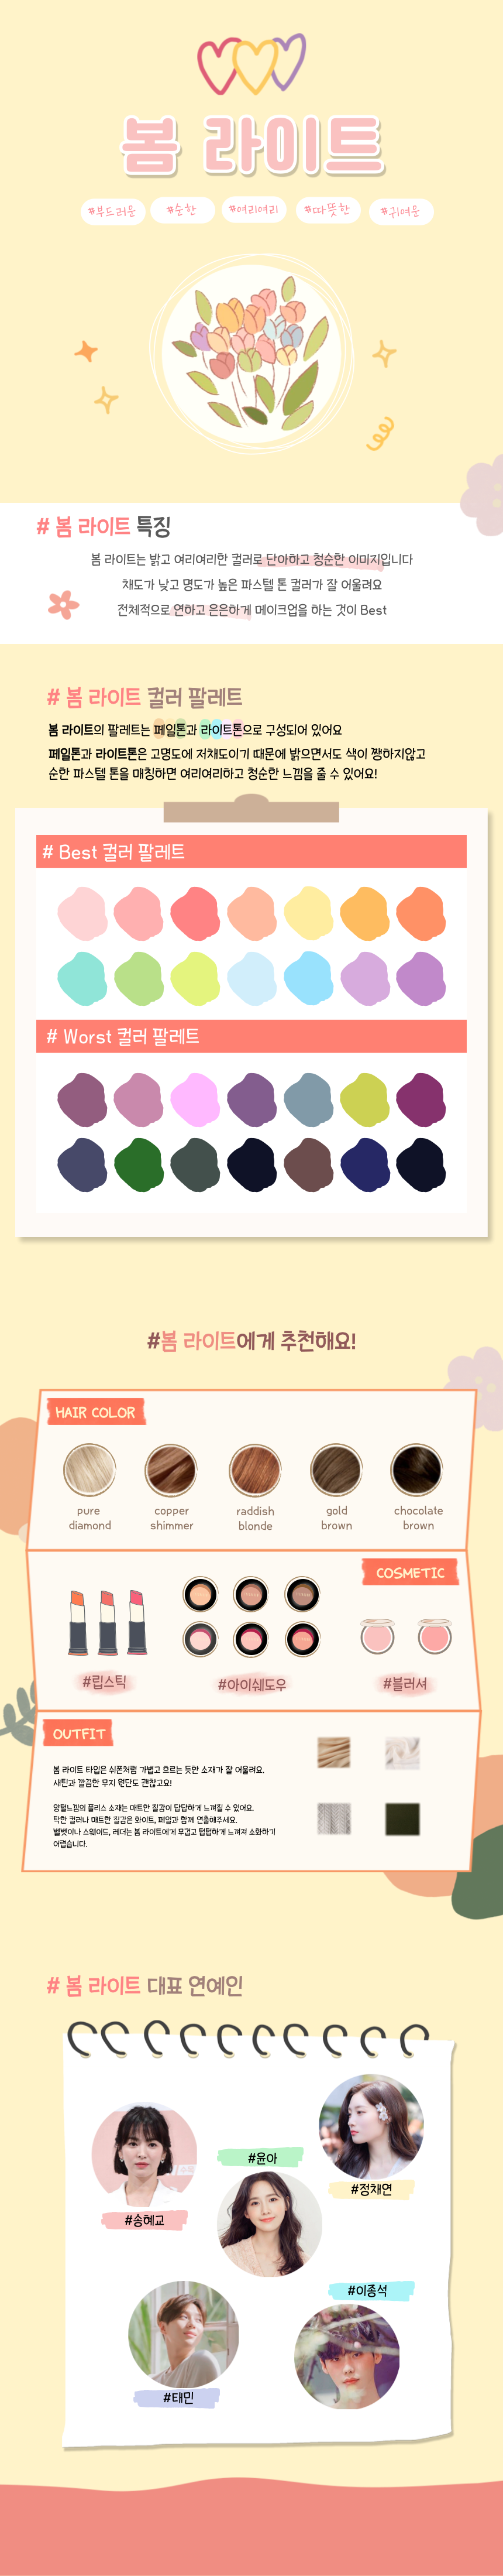 봄 라이트
#부드러운 #순한 #여리여리 #따뜻한 #귀여운
# 봄 라이트 특징
봄 라이트는 밝고 여리여리한 컬러로 단아하고 청순한 이미지입니다
채도가 낮고 명도가 높은 파스텔 톤 컬러가 잘 어울려요
전체적으로 연하고 은은하게 메이크업을 하는 것이 Best
# 봄 라이트 컬러 팔레트
봄 라이트의 팔레트는 페일톤과 라이트톤으로 구성되어 있어요
페일톤과 라이트톤은 고명도에 저채도이기 때문에 밝으면서도 색이 쨍하지않고
순한 파스텔 톤을 매칭하면 여리여리하고 청순한 느낌을 줄 수 있어요!
# Best 컬러 팔레트
# Worst 컬러 팔레트
#봄 라이트에게 추천해요!
HAIR COLOR
pure diamond
copper shimmer
raddish blonde
gold brown
chocolate brown
COSMETIC
#립스틱
#아이쉐도우
#블러셔
OUTFIT
봄 라이트 타입은 쉬폰처럼 가볍고 흐르는 듯한 소재가 잘 어울려요.
새틴과 깔끔한 무지 원단도 괜찮고요!
양털느낌의 플리스 소재는 매트한 질감이 답답하게 느껴질 수 있어요.
탁한 컬러나 매트한 질감은 화이트, 페일과 함께 연출해주세요.
벨벳이나 스웨이드, 레더는 봄 라이트에게 무겁고 텁텁하게 느껴져 소화하기
어렵습니다.
# 봄 라이트 대표 연예인
#송혜교
#윤아
#정채연
#태민
#이종석